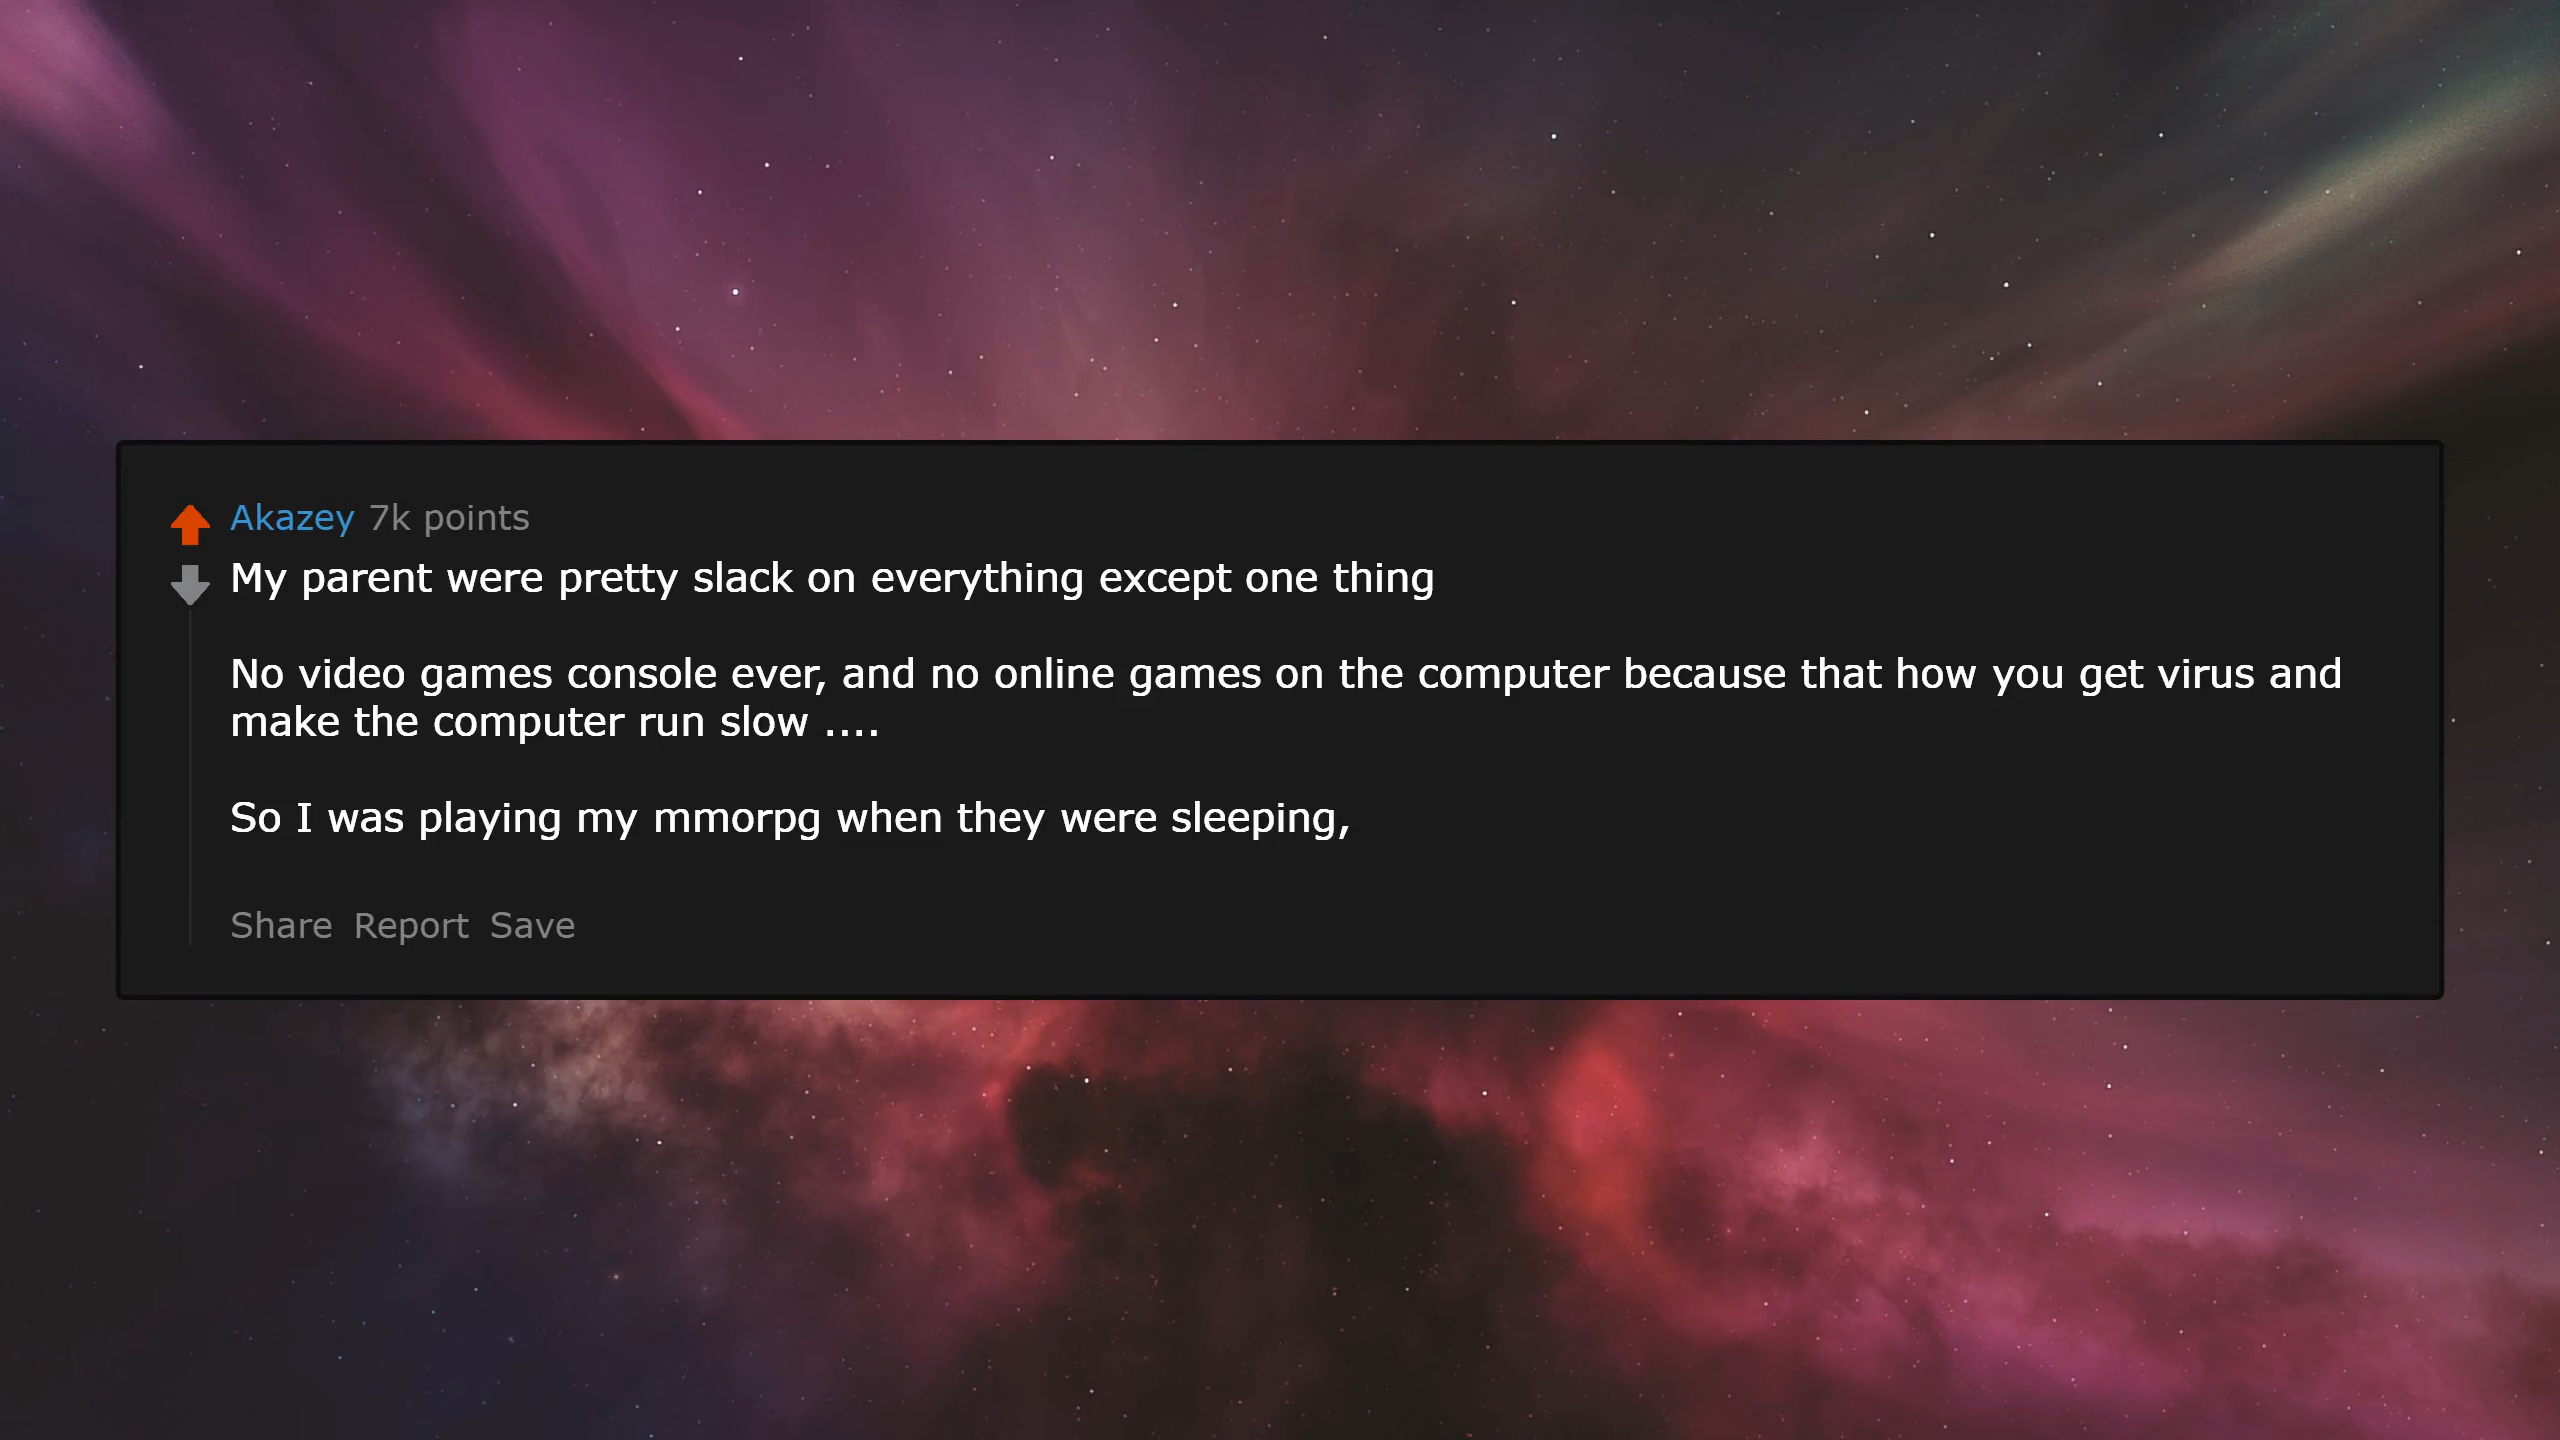 Akazey 7k points
My parent were pretty slack on everything except one thing
No video games console ever, and no online games on the computer because that how you get virus and
make the computer run slow ....
So I was playing my mmorpg when they were sleeping,
Share Report Save